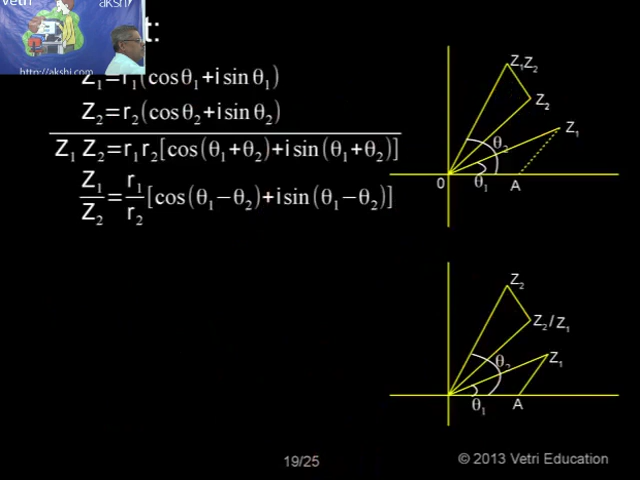 Vetri akshi
http://akshi.com
t:
Z₁=r₁(cosθ₁+i sinθ₁)
Z₂=r₂(cosθ₂+i sinθ₂)
Z₁ Z₂=r₁r₂[cos(θ₁+θ₂)+i sin(θ₁+θ₂)]
Z₁/Z₂=r₁/r₂[cos(θ₁−θ₂)+i sin(θ₁−θ₂)]
Z₁Z₂
Z₂
Z₁
θ₂
θ₁
0
A
Z₂
Z₂/Z₁
Z₁
θ₂
θ₁
A
19/25
© 2013 Vetri Education